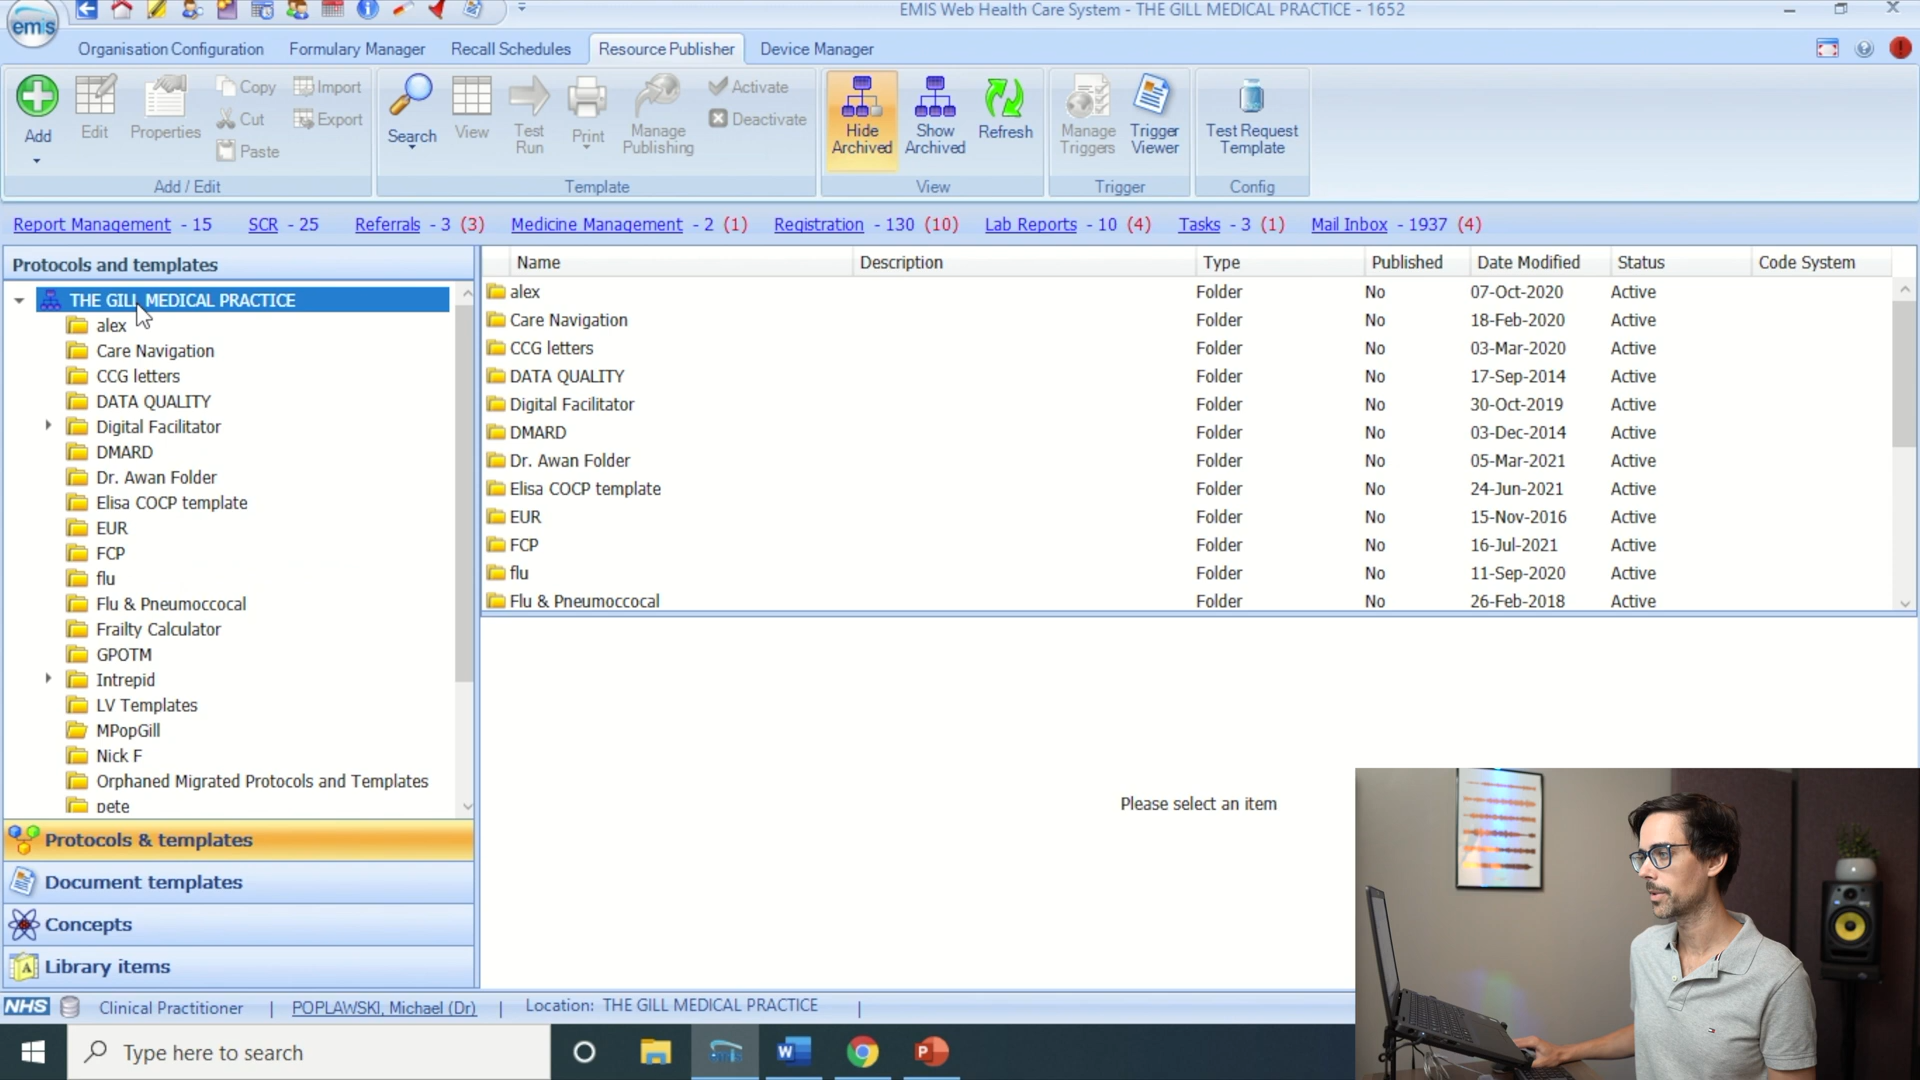 emis
EMIS Web Health Care System - THE GILL MEDICAL PRACTICE - 1652
Organisation Configuration Formulary Manager Recall Schedules Resource Publisher Device Manager
Add Edit Properties Copy Cut Paste Import Export
Add / Edit
Search View Test Run Print Manage Publishing Activate Deactivate
Template
Hide Archived Show Archived Refresh
View
Manage Triggers Trigger Viewer
Trigger
Test Request Template
Config
Report Management - 15 SCR - 25 Referrals - 3 (3) Medicine Management - 2 (1) Registration - 130 (10) Lab Reports - 10 (4) Tasks - 3 (1) Mail Inbox - 1937 (4)
Protocols and templates
THE GILL MEDICAL PRACTICE
alex
Care Navigation
CCG letters
DATA QUALITY
Digital Facilitator
DMARD
Dr. Awan Folder
Elisa COCP template
EUR
FCP
flu
Flu & Pneumoccocal
Frailty Calculator
GPOTM
Intrepid
LV Templates
MPopGill
Nick F
Orphaned Migrated Protocols and Templates
pete
Protocols & templates
Document templates
Concepts
Library items
Name Description Type Published Date Modified Status Code System
alex Folder No 07-Oct-2020 Active
Care Navigation Folder No 18-Feb-2020 Active
CCG letters Folder No 03-Mar-2020 Active
DATA QUALITY Folder No 17-Sep-2014 Active
Digital Facilitator Folder No 30-Oct-2019 Active
DMARD Folder No 03-Dec-2014 Active
Dr. Awan Folder Folder No 05-Mar-2021 Active
Elisa COCP template Folder No 24-Jun-2021 Active
EUR Folder No 15-Nov-2016 Active
FCP Folder No 16-Jul-2021 Active
flu Folder No 11-Sep-2020 Active
Flu & Pneumoccocal Folder No 26-Feb-2018 Active
Please select an item
NHS Clinical Practitioner | POPLAWSKI, Michael (Dr) | Location: THE GILL MEDICAL PRACTICE |
Type here to search